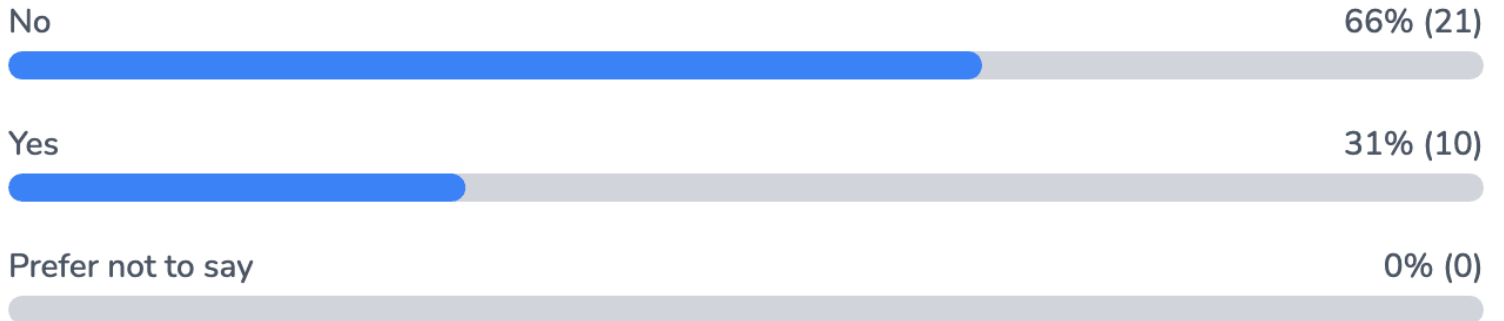 No 66% (21)
Yes 31% (10)
Prefer not to say 0% (0)